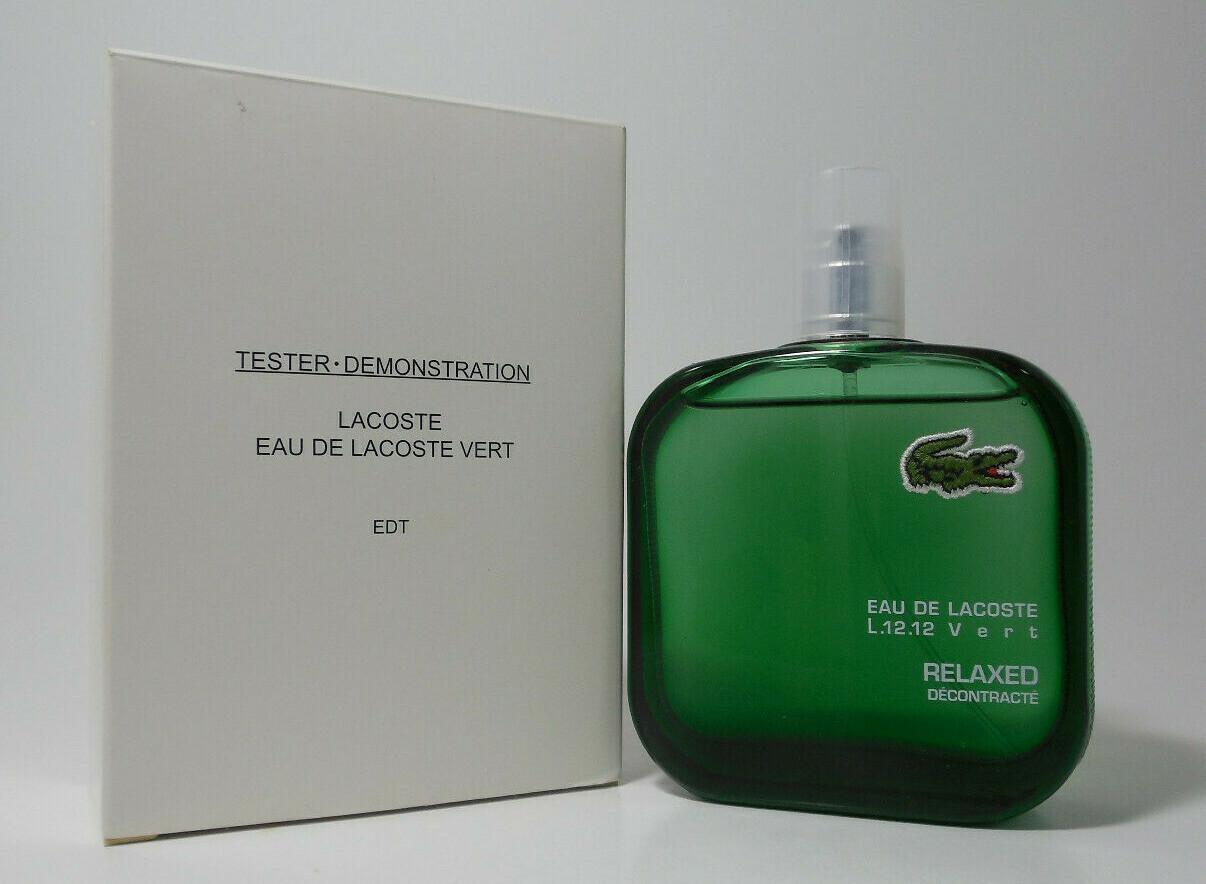 TESTER·DEMONSTRATION
LACOSTE
EAU DE LACOSTE VERT
EDT
EAU DE LACOSTE
L.12.12 Vert
RELAXED
DÉCONTRACTÉ